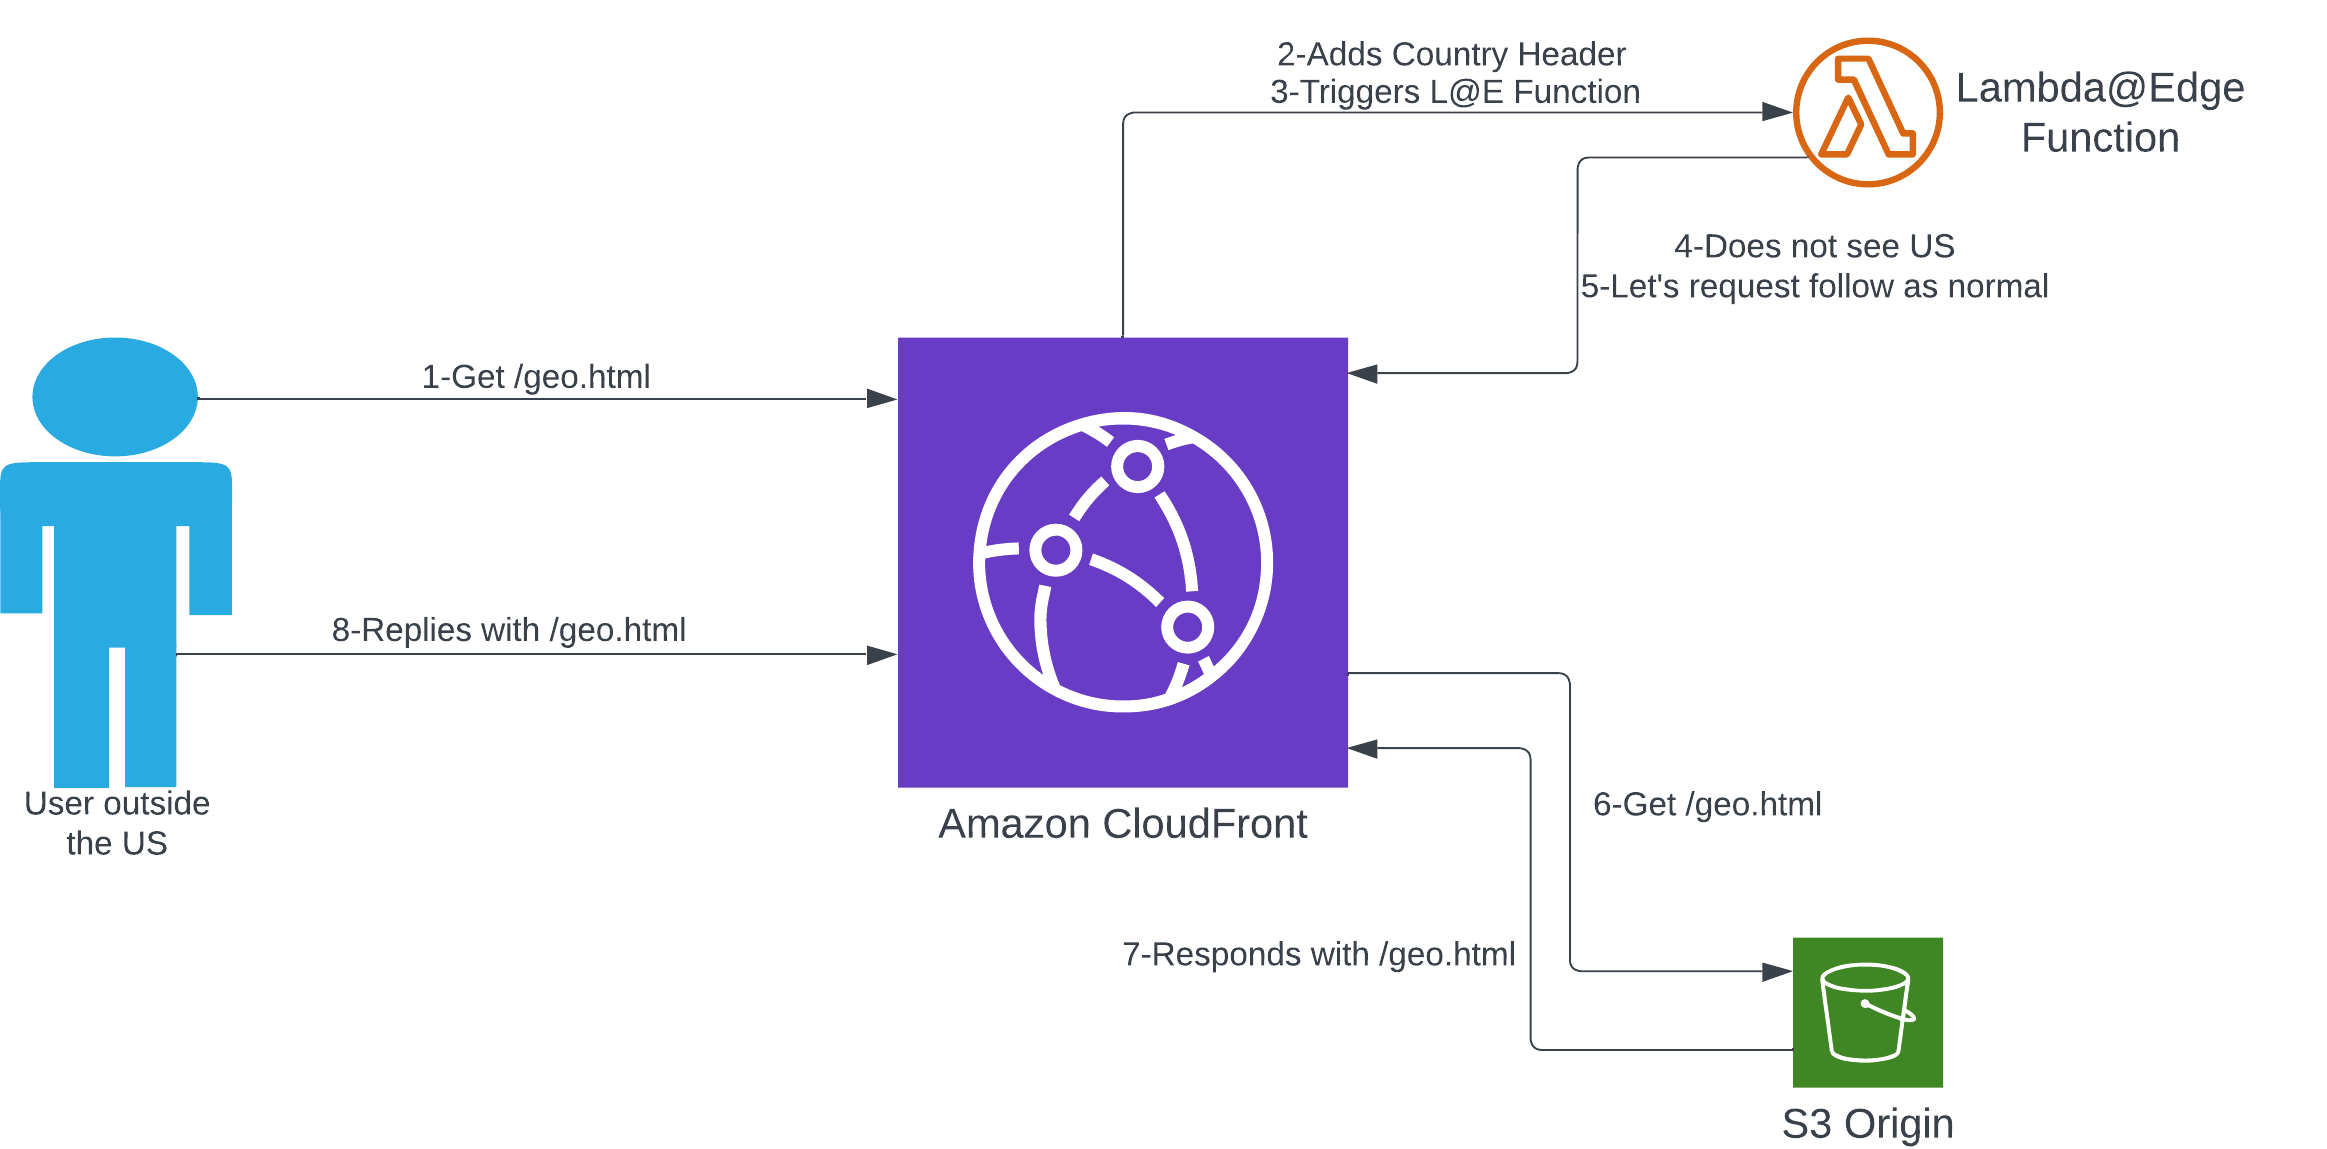 2-Adds Country Header
3-Triggers L@E Function
Lambda@Edge
Function
4-Does not see US
5-Let's request follow as normal
1-Get /geo.html
8-Replies with /geo.html
User outside
the US
Amazon CloudFront
6-Get /geo.html
7-Responds with /geo.html
S3 Origin